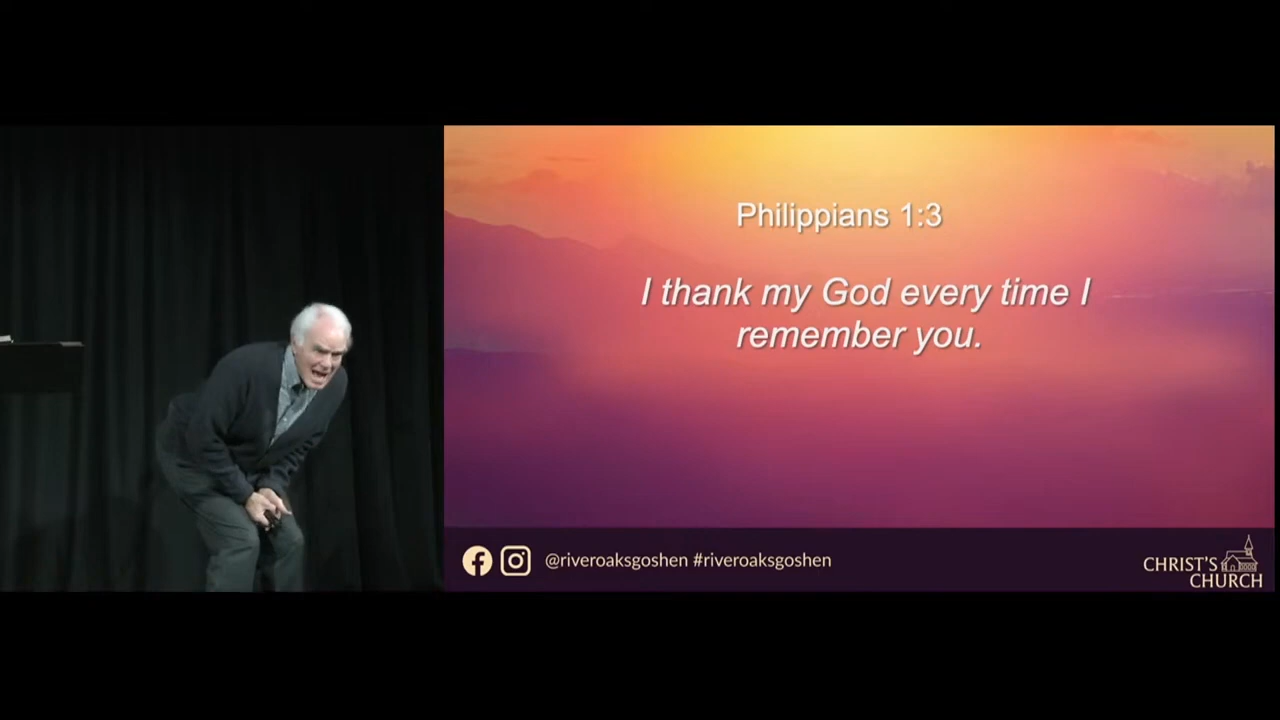 Philippians 1:3
I thank my God every time I
remember you.
@riveroaksgoshen #riveroaksgoshen
CHRIST'S
CHURCH